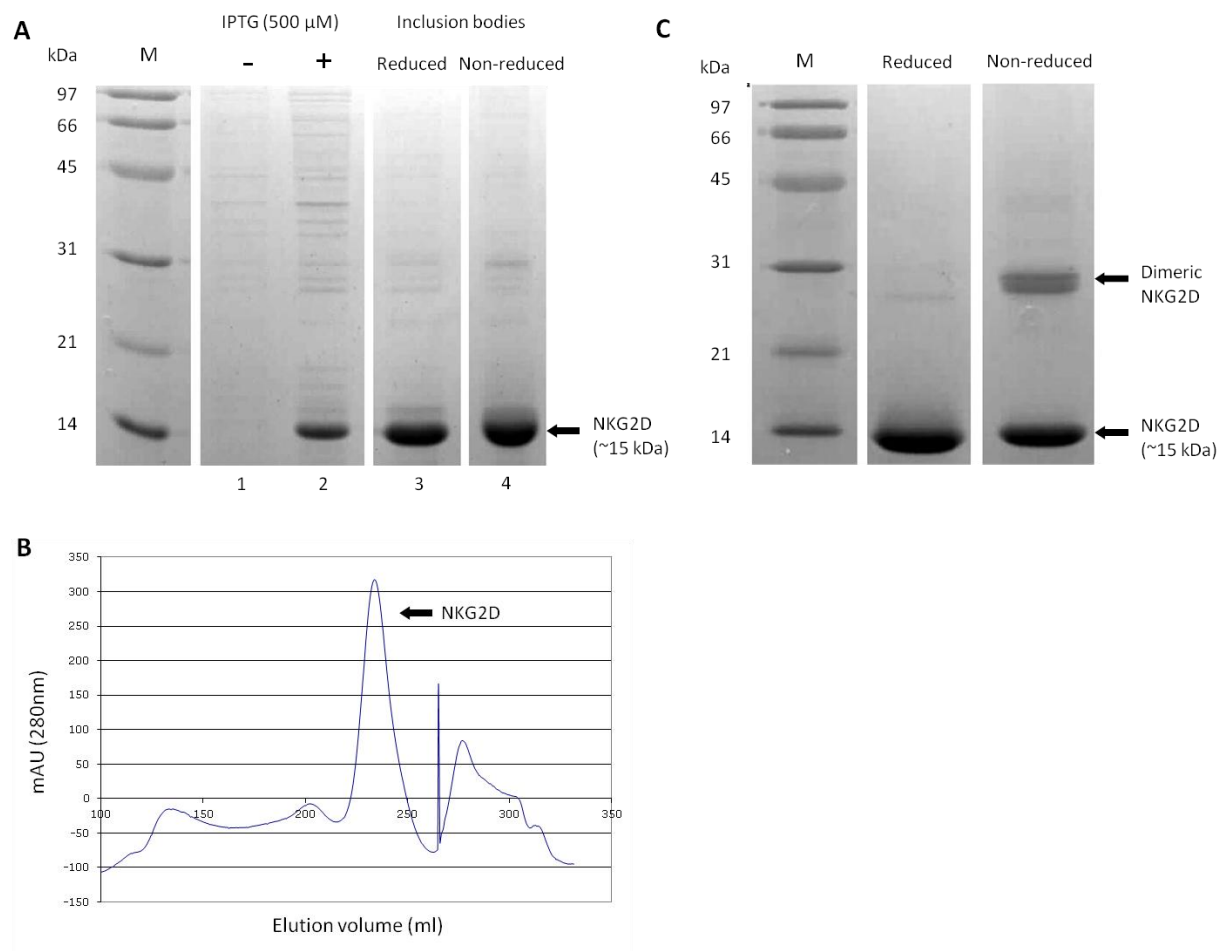 A
IPTG (500 µM)
Inclusion bodies
kDa
M
-
+
Reduced
Non-reduced
97
66
45
31
21
14
NKG2D
(~15 kDa)
1
2
3
4
C
kDa
M
Reduced
Non-reduced
97
66
45
31
21
14
Dimeric
NKG2D
NKG2D
(~15 kDa)
B
350
300
250
200
150
100
50
0
-50
-100
-150
100
150
200
250
300
350
NKG2D
mAU (280nm)
Elution volume (ml)